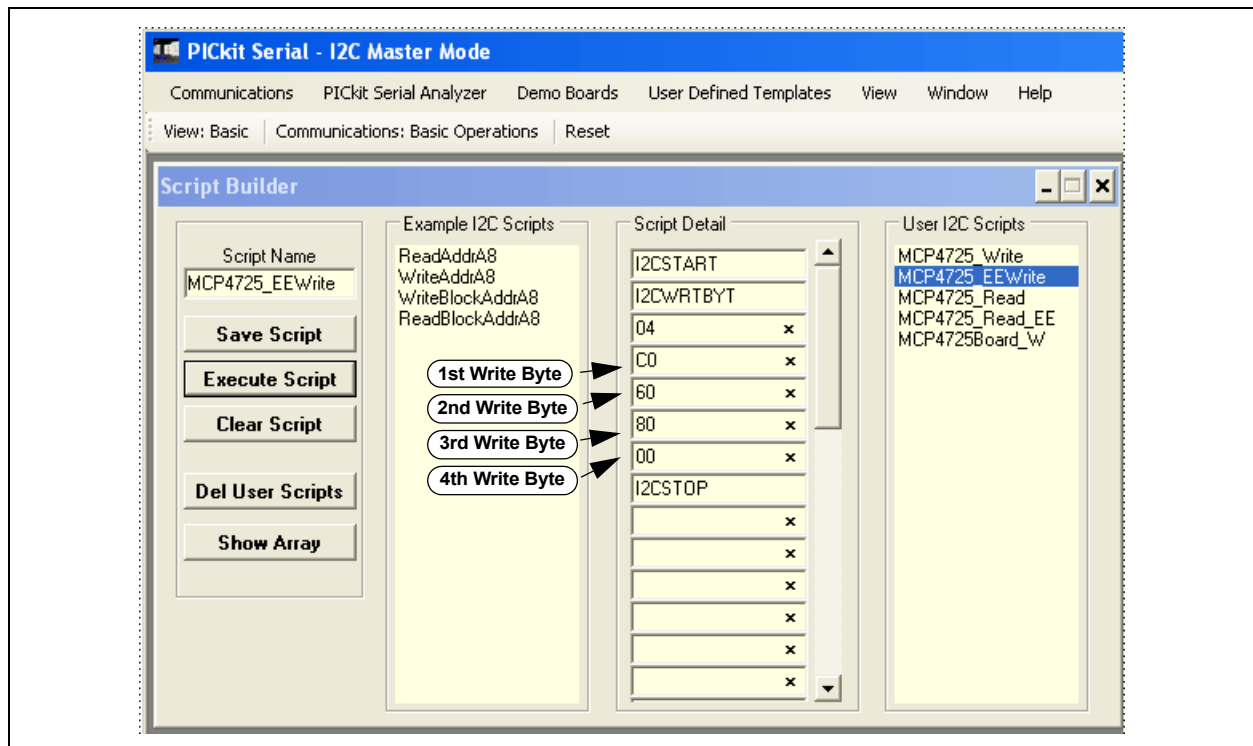 PICkit Serial - I2C Master Mode
Communications PICkit Serial Analyzer Demo Boards User Defined Templates View Window Help
View: Basic Communications: Basic Operations Reset
Script Builder
Script Name
MCP4725_EEWrite
Save Script
Execute Script
Clear Script
Del User Scripts
Show Array
Example I2C Scripts
ReadAddrA8
WriteAddrA8
WriteBlockAddrA8
ReadBlockAddrA8
1st Write Byte
2nd Write Byte
3rd Write Byte
4th Write Byte
Script Detail
I2CSTART
I2CWRTBYT
04 x
C0 x
60 x
80 x
00 x
I2CSTOP
x
x
x
x
x
x
User I2C Scripts
MCP4725_Write
MCP4725_EEWrite
MCP4725_Read
MCP4725_Read_EE
MCP4725Board_W